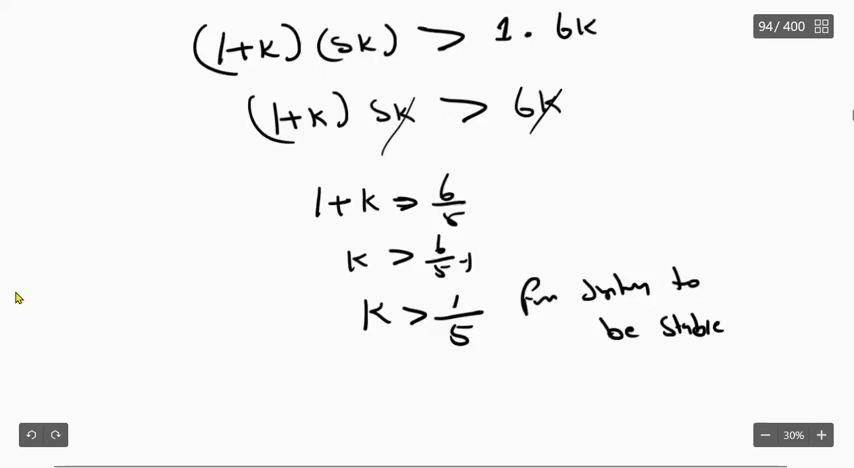 (1+K) (5K) > 1 . 6K
94 / 400
(1+K) 5K > 6K
1+K > 6/5
K > 6/5 -1
K > 1/5 For system to
be stable
30%